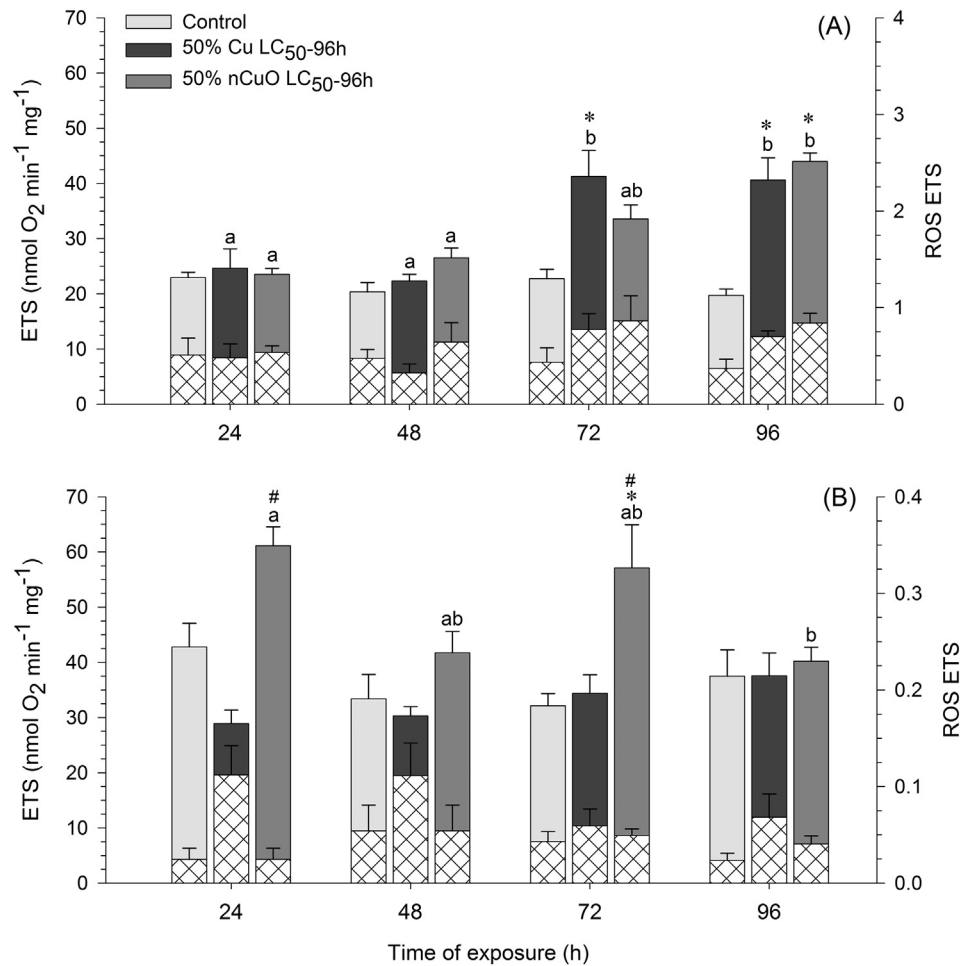 Control
50% Cu LC50-96h
50% nCuO LC50-96h
(A)
ETS (nmol O2 min-1 mg-1)
70
60
50
40
30
20
10
0
a
a
a
a
*
b
ab
*
b
*
b
4
3
2
1
0
ROS ETS
24 48 72 96
(B)
ETS (nmol O2 min-1 mg-1)
70
60
50
40
30
20
10
0
#
a
ab
#
*
ab
b
0.4
0.3
0.2
0.1
0.0
ROS ETS
24 48 72 96
Time of exposure (h)